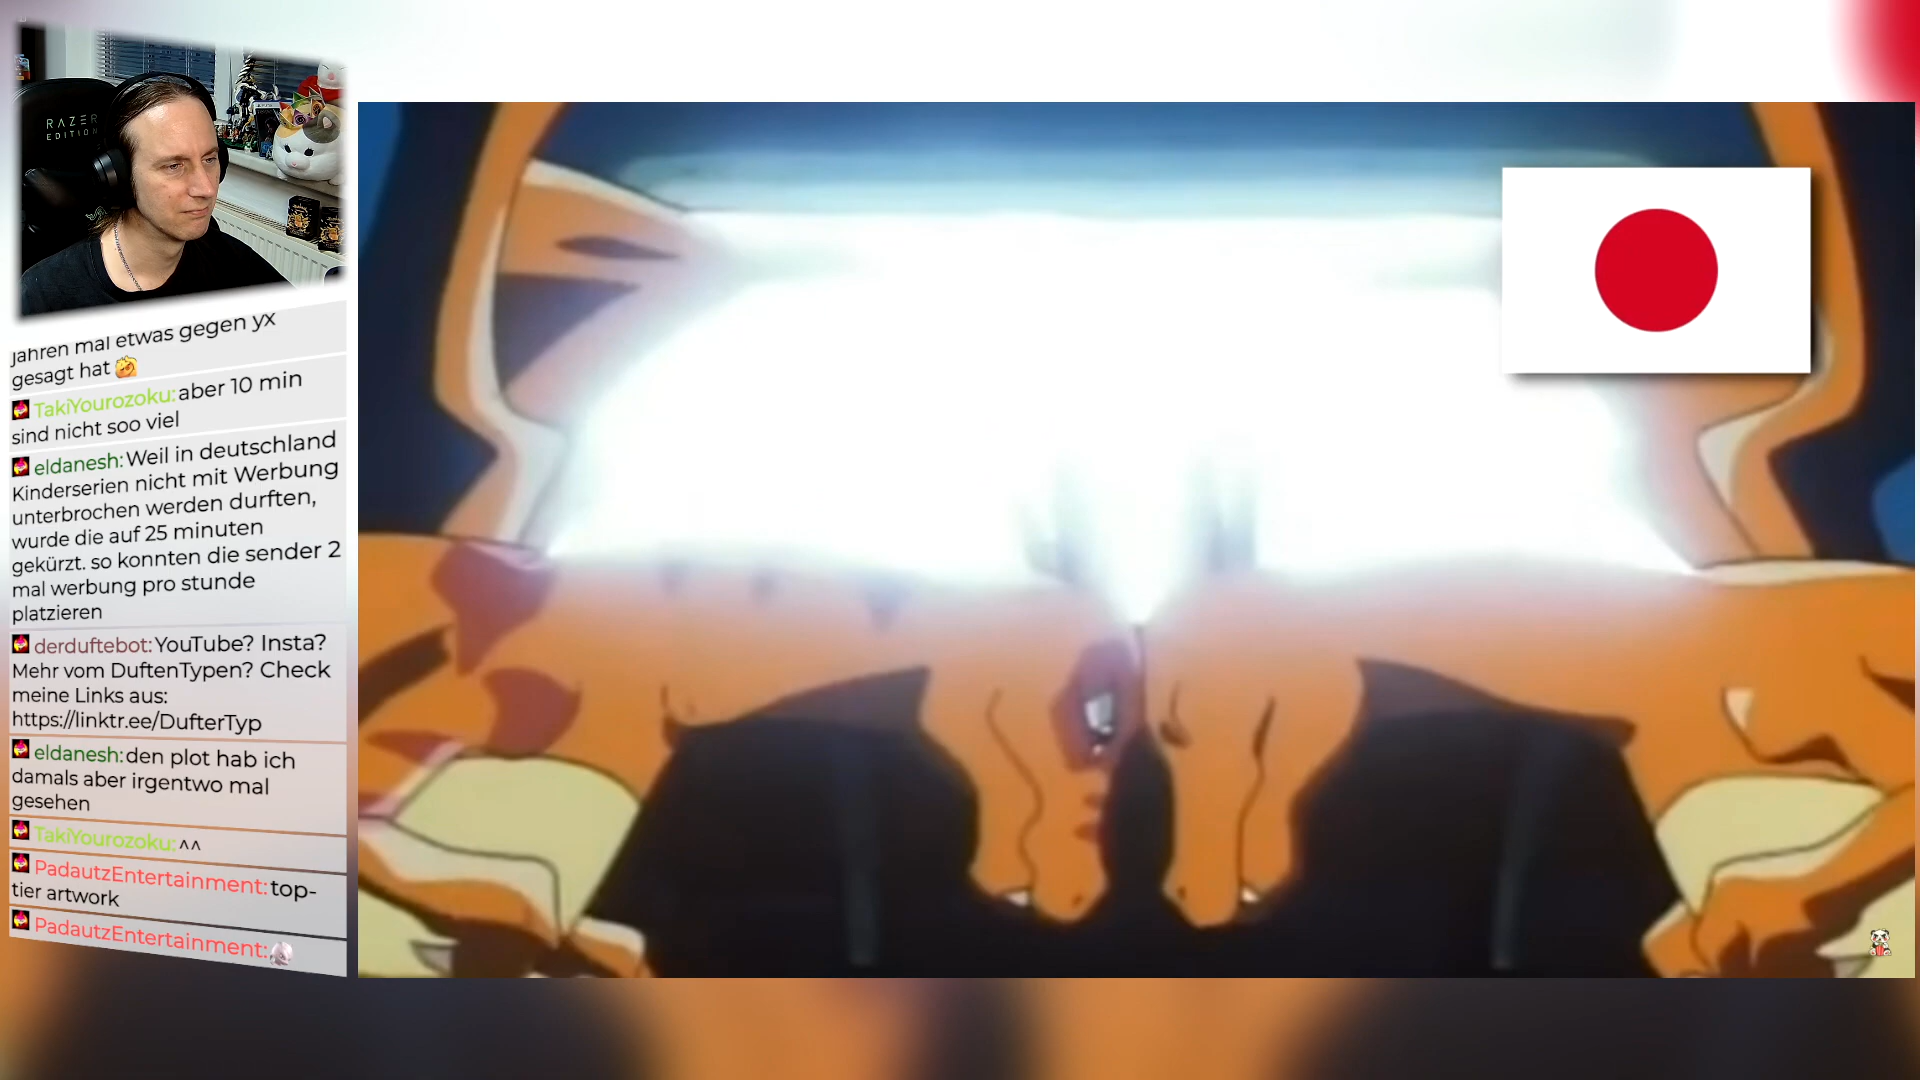 RAZER
EDITION
jahren mal etwas gegen yx
gesagt hat
TakiYourozoku: aber 10 min
sind nicht soo viel
eldanesh: Weil in deutschland
Kinderserien nicht mit Werbung
unterbrochen werden durften,
wurde die auf 25 minuten
gekürzt. so konnten die sender 2
mal werbung pro stunde
platzieren
derduftebot: YouTube? Insta?
Mehr vom DuftenTypen? Check
meine Links aus:
https://linktr.ee/DufterTyp
eldanesh: den plot hab ich
damals aber irgentwo mal
gesehen
TakiYourozoku: ^^
PadautzEntertainment: top-
tier artwork
PadautzEntertainment: